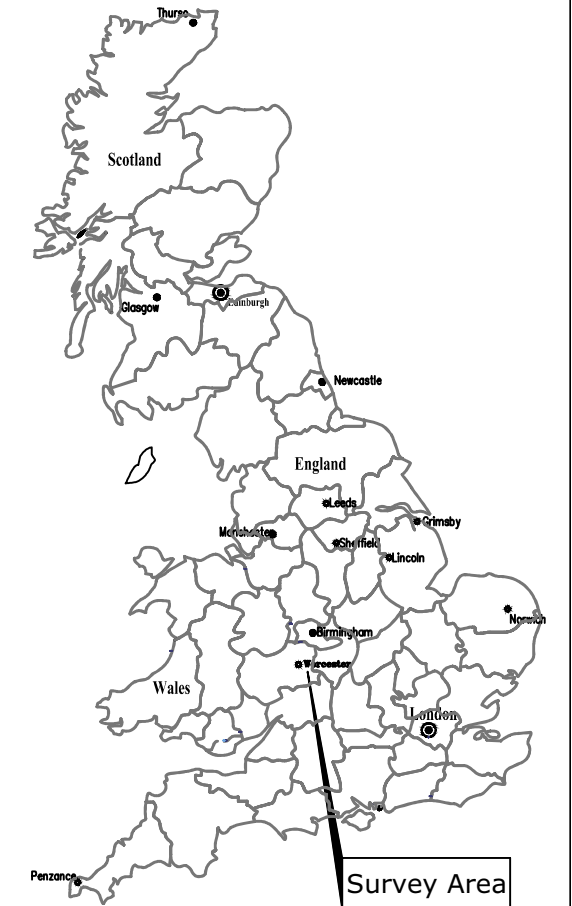 Thurso
Scotland
Edinburgh
Glasgow
Newcastle
England
Leeds
Grimsby
Manchester
Sheffield
Lincoln
Norwich
Birmingham
Worcester
Wales
London
Penzance
Survey Area